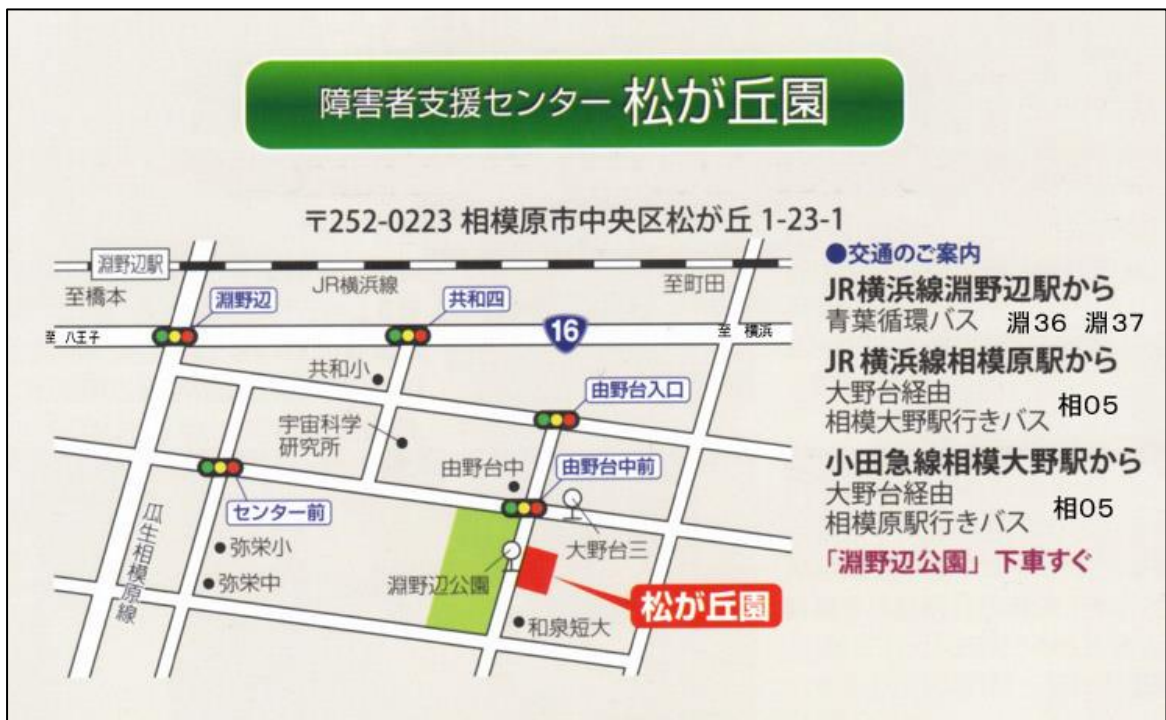 障害者支援センター 松が丘園
〒252-0223 相模原市中央区松が丘 1-23-1
淵野辺駅
至橋本
JR横浜線
至町田
淵野辺
共和四
至 八王子
16
至 横浜
共和小
宇宙科学
研究所
由野台入口
由野台中
由野台中前
センター前
弥栄小
弥栄中
瓜生相模原線
淵野辺公園
大野台三
松が丘園
和泉短大
●交通のご案内
JR横浜線淵野辺駅から
青葉循環バス 淵36 淵37
JR横浜線相模原駅から
大野台経由
相模大野駅行きバス 相05
小田急線相模大野駅から
大野台経由
相模原駅行きバス 相05
「淵野辺公園」下車すぐ